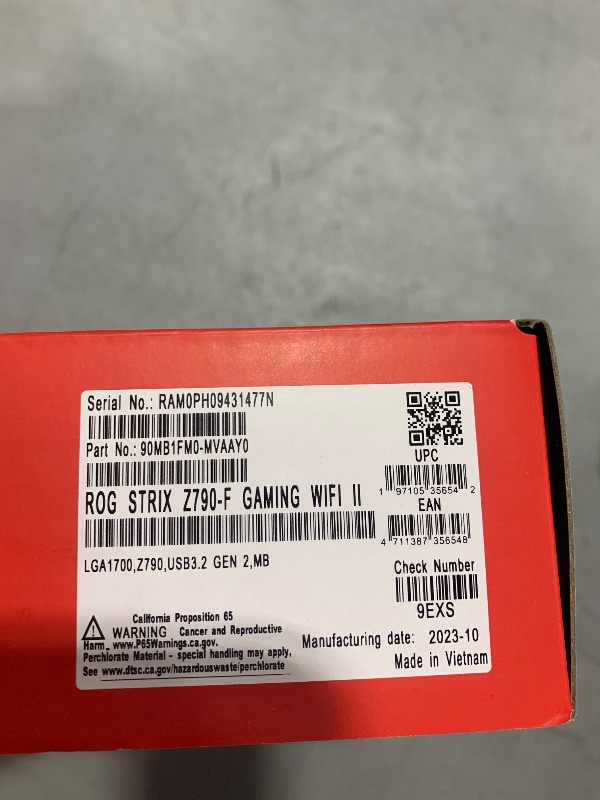 Serial No.: RAM0PH09431477N
Part No.: 90MB1FM0-MVAAY0
UPC
1 97105 35654 2
ROG STRIX Z790-F GAMING WIFI II
EAN
4 711387 356548
LGA1700,Z790,USB3.2 GEN 2,MB
Check Number
9EXS
California Proposition 65
WARNING Cancer and Reproductive
Harm_ www.P65Warnings.ca.gov.
Perchlorate Material - special handling may apply,
See www.dtsc.ca.gov/hazardouswaste/perchlorate
Manufacturing date: 2023-10
Made in Vietnam